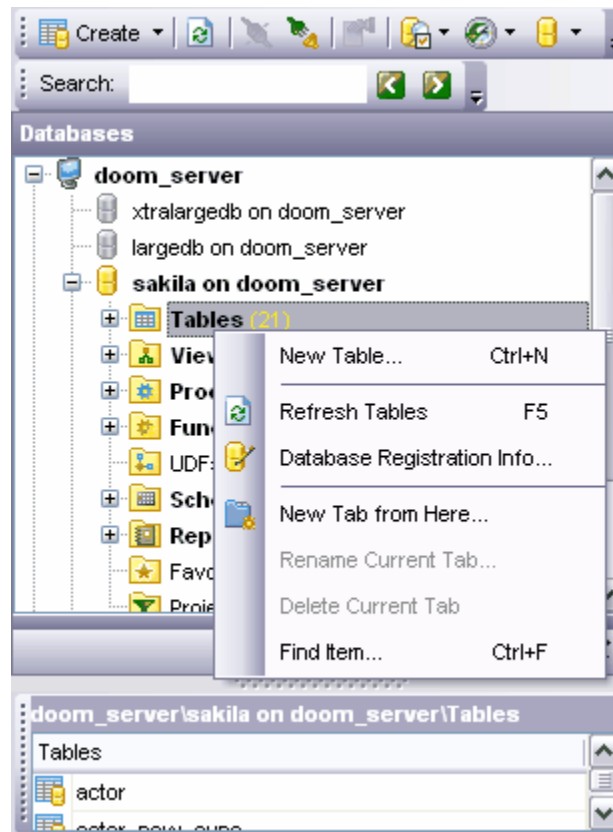 Create
Search:
Databases
doom_server
xtralargedb on doom_server
largedb on doom_server
sakila on doom_server
Tables (21)
New Table... Ctrl+N
Refresh Tables F5
Database Registration Info...
New Tab from Here...
Rename Current Tab...
Delete Current Tab
Find Item... Ctrl+F
doom_server\sakila on doom_server\Tables
Tables
actor